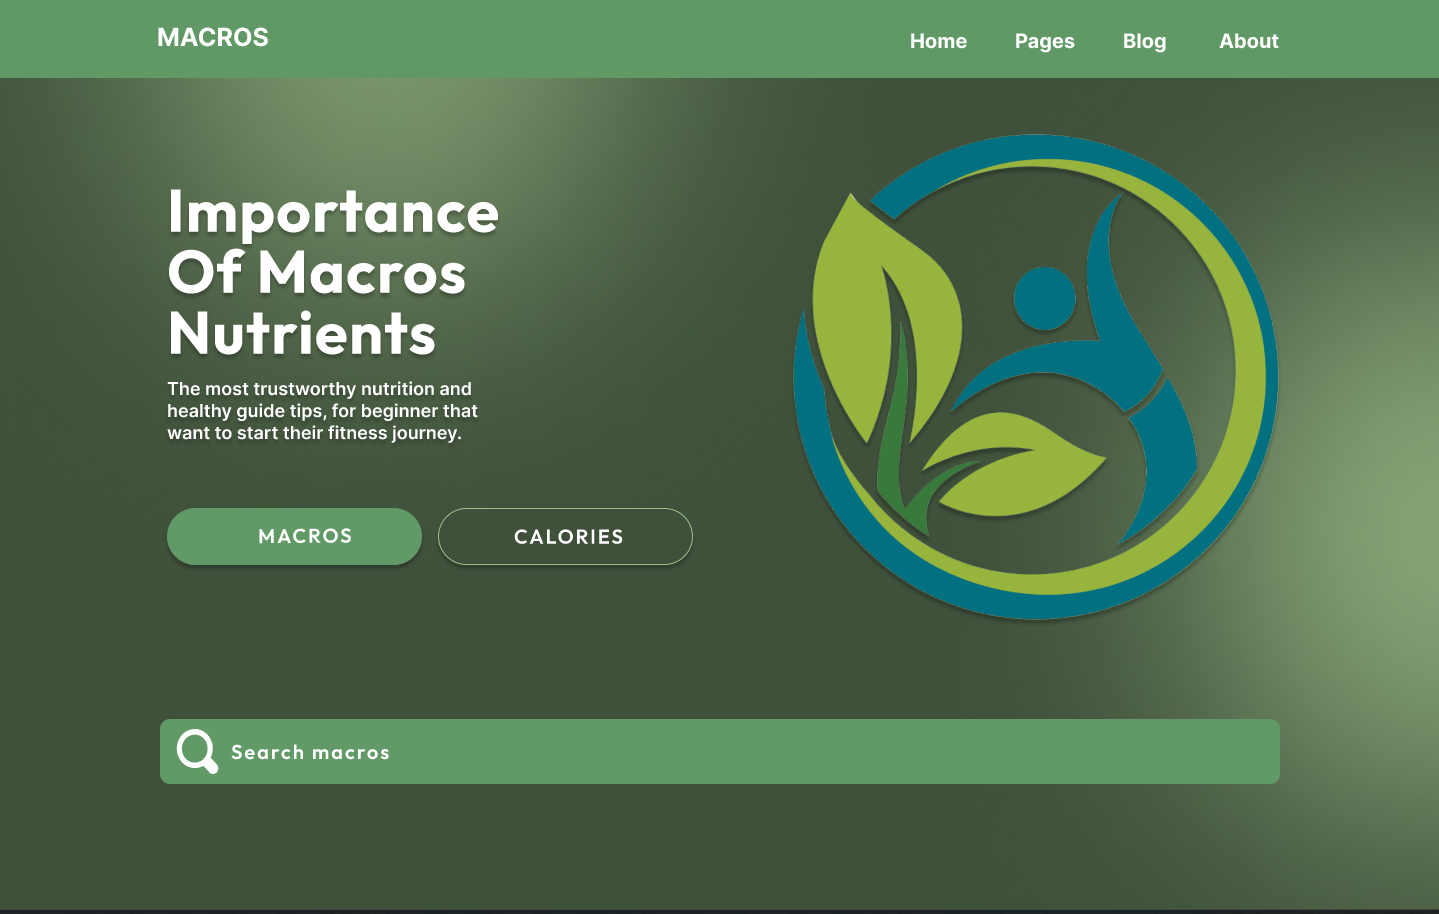 MACROS
Home Pages Blog About
Importance
Of Macros
Nutrients
The most trustworthy nutrition and
healthy guide tips, for beginner that
want to start their fitness journey.
MACROS CALORIES
Search macros